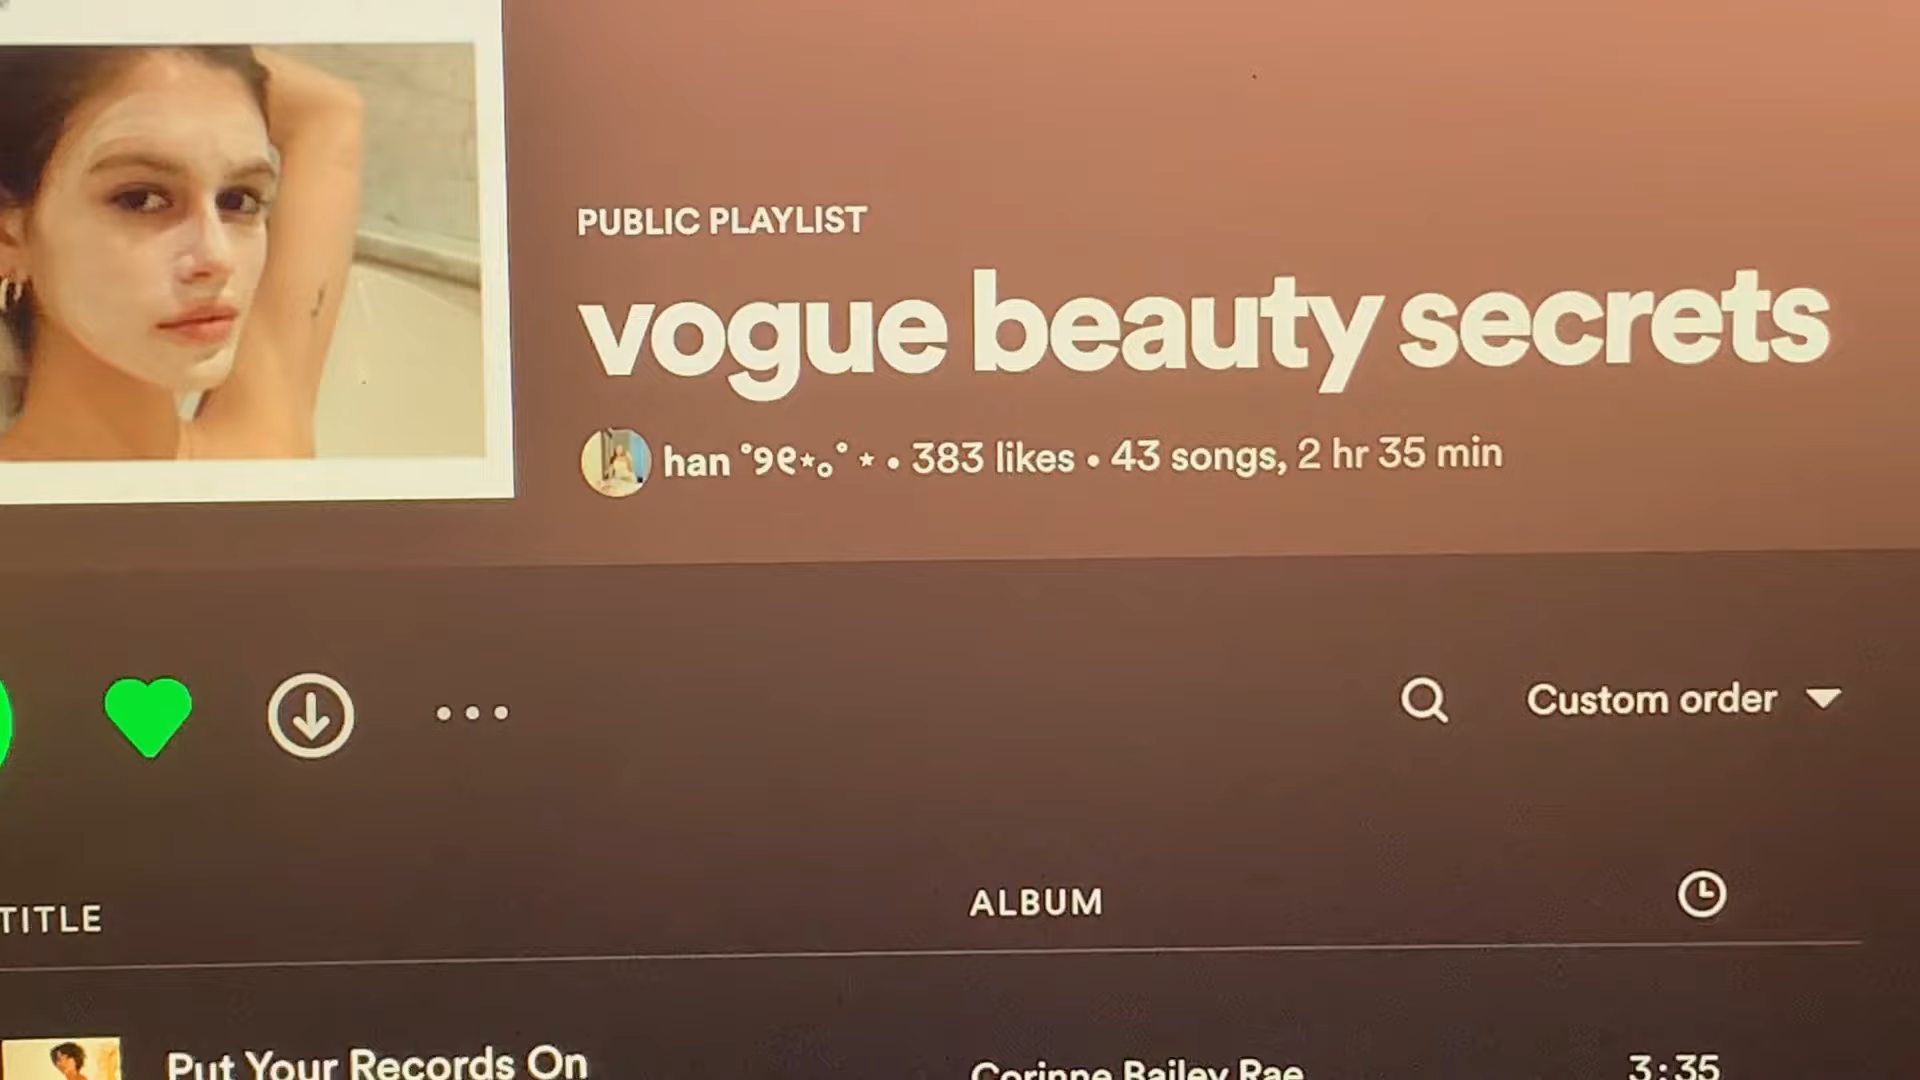 PUBLIC PLAYLIST
vogue beauty secrets
han °୨୧⋆｡˚ ⋆ • 383 likes • 43 songs, 2 hr 35 min
Custom order
TITLE
ALBUM
Put Your Records On
Corinne Bailey Rae
3:35